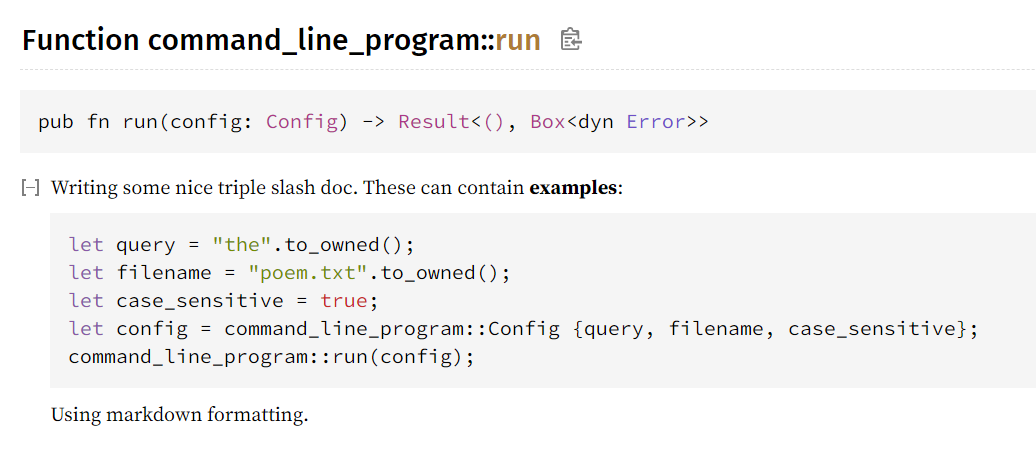 Function command_line_program::run
pub fn run(config: Config) -> Result<(), Box<dyn Error>>
[−] Writing some nice triple slash doc. These can contain examples:
let query = "the".to_owned();
let filename = "poem.txt".to_owned();
let case_sensitive = true;
let config = command_line_program::Config {query, filename, case_sensitive};
command_line_program::run(config);
Using markdown formatting.